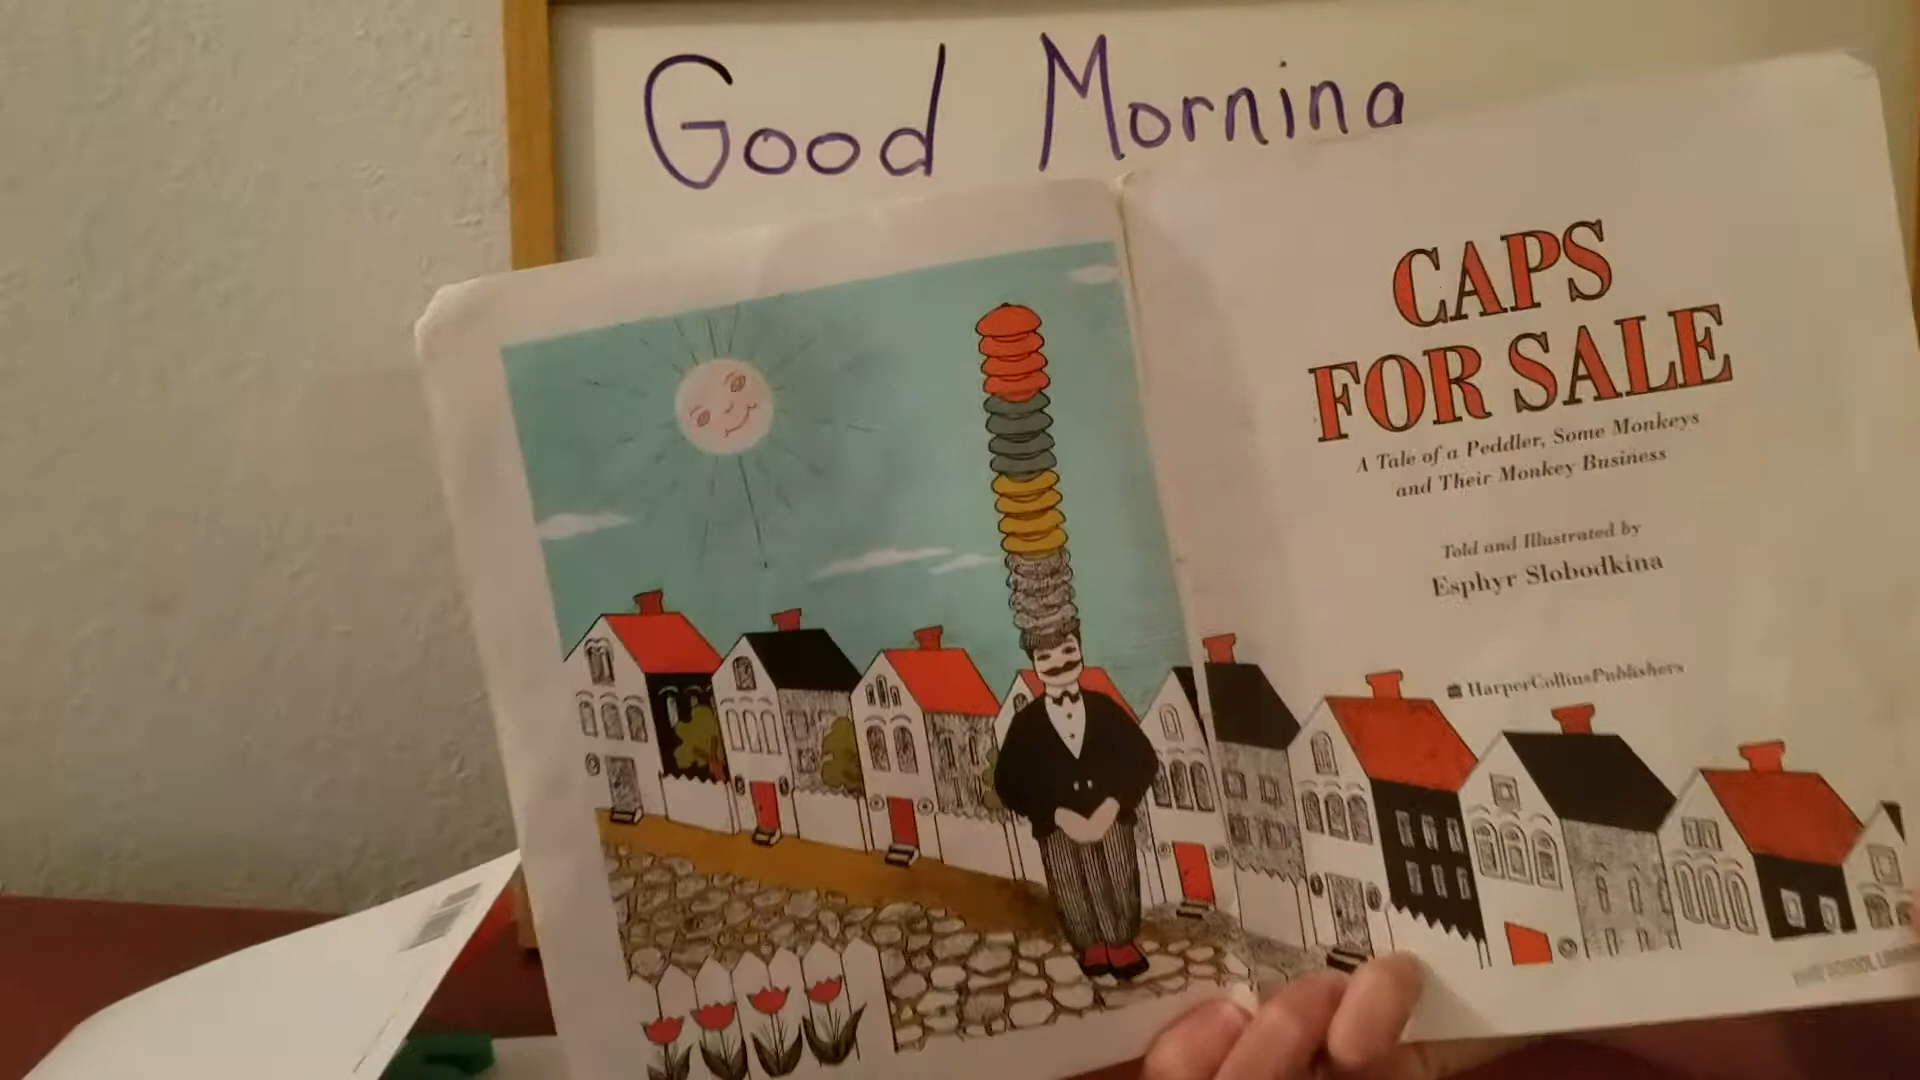 Good Morning
CAPS
FOR SALE
A Tale of a Peddler, Some Monkeys
and Their Monkey Business
Told and Illustrated by
Esphyr Slobodkina
HarperCollinsPublishers